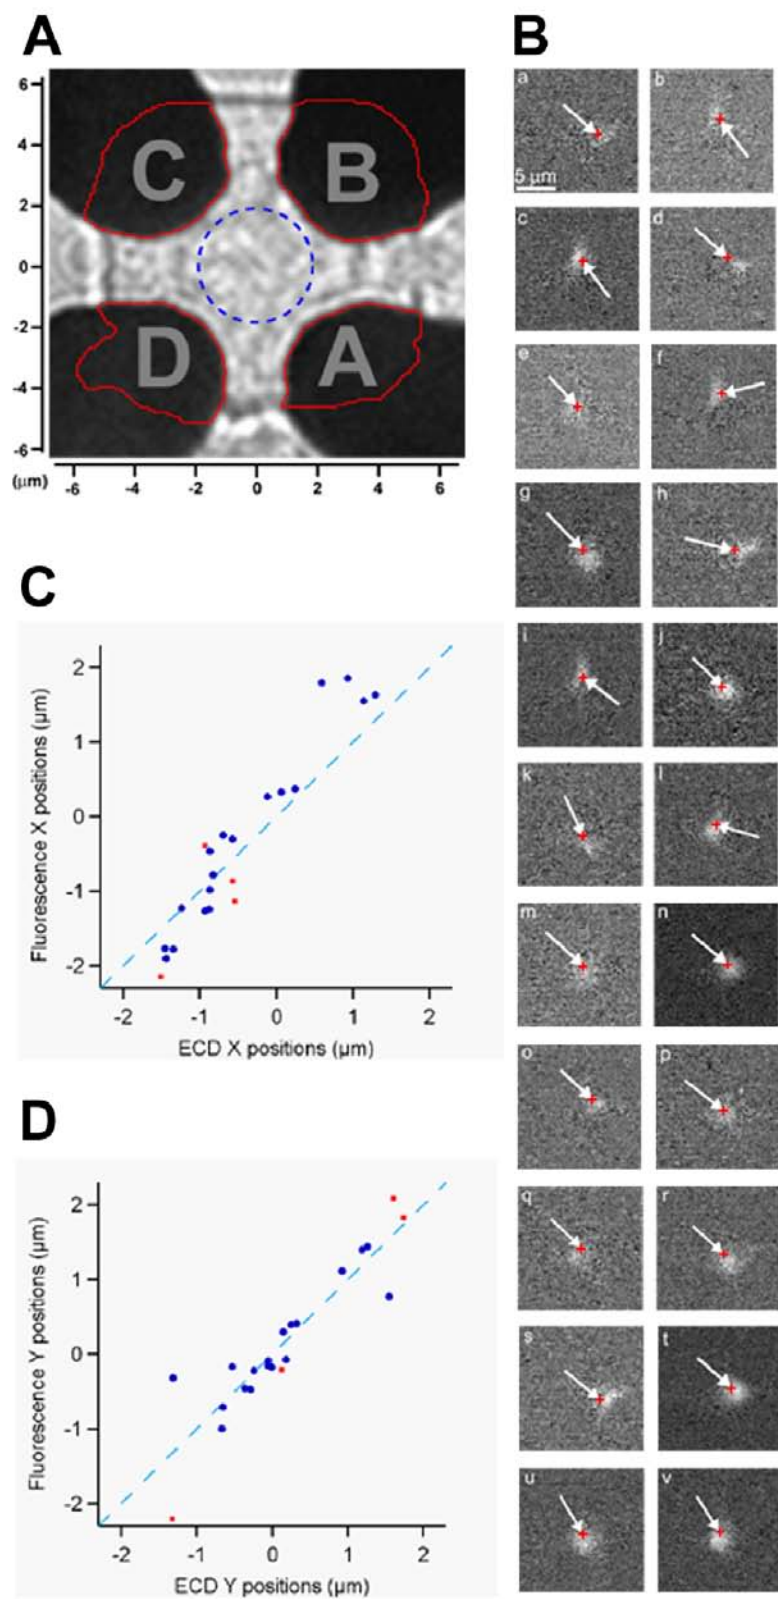 A
6
4
2
0
-2
-4
-6
C
B
D
A
(μm)
-6 -4 -2 0 2 4 6
B
a
5 μm
b
c
d
e
f
g
h
i
j
k
l
m
n
o
p
q
r
s
t
u
v
C
Fluorescence X positions (μm)
2
1
0
-1
-2
-2 -1 0 1 2
ECD X positions (μm)
D
Fluorescence Y positions (μm)
2
1
0
-1
-2
-2 -1 0 1 2
ECD Y positions (μm)